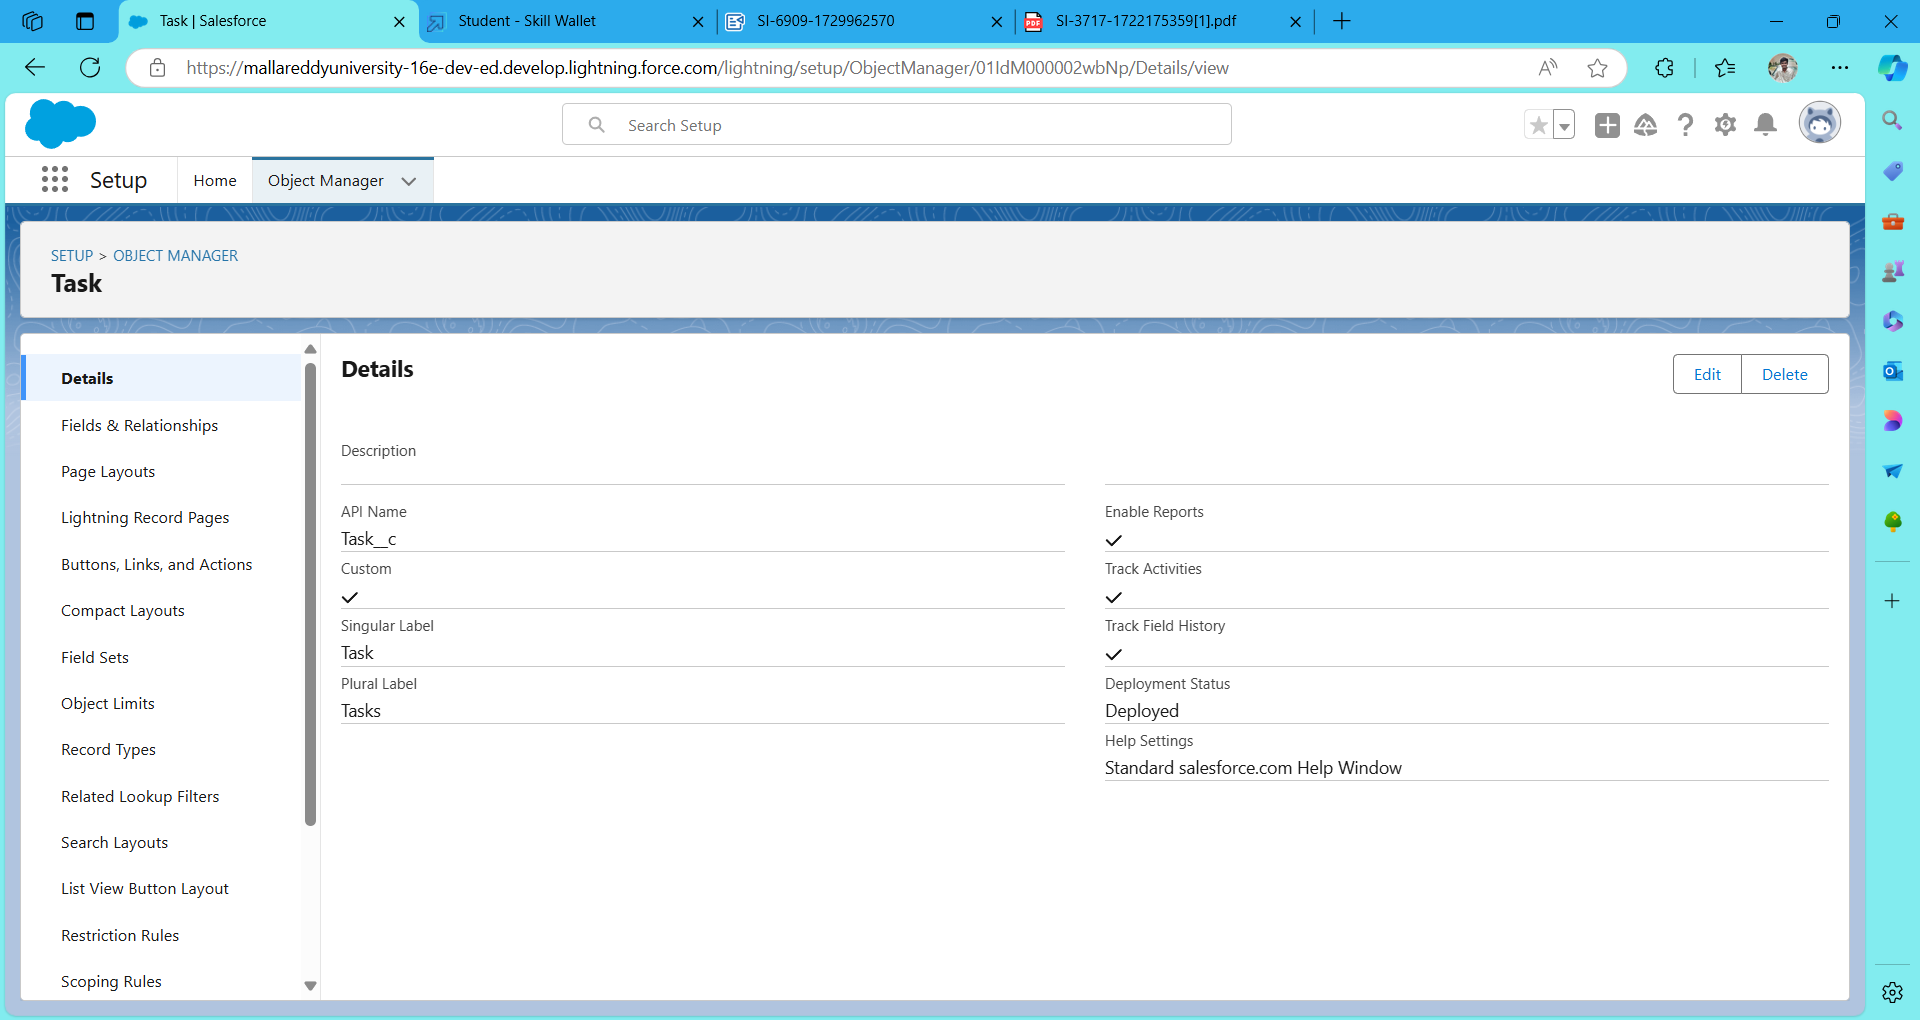 Task | Salesforce
Student - Skill Wallet
SI-6909-1729962570
SI-3717-1722175359[1].pdf
https://mallareddyuniversity-16e-dev-ed.develop.lightning.force.com/lightning/setup/ObjectManager/01IdM000002wbNp/Details/view
Search Setup
Setup
Home
Object Manager
SETUP > OBJECT MANAGER
Task
Details
Fields & Relationships
Page Layouts
Lightning Record Pages
Buttons, Links, and Actions
Compact Layouts
Field Sets
Object Limits
Record Types
Related Lookup Filters
Search Layouts
List View Button Layout
Restriction Rules
Scoping Rules
Details
Edit
Delete
Description
API Name
Task__c
Custom
Singular Label
Task
Plural Label
Tasks
Enable Reports
Track Activities
Track Field History
Deployment Status
Deployed
Help Settings
Standard salesforce.com Help Window